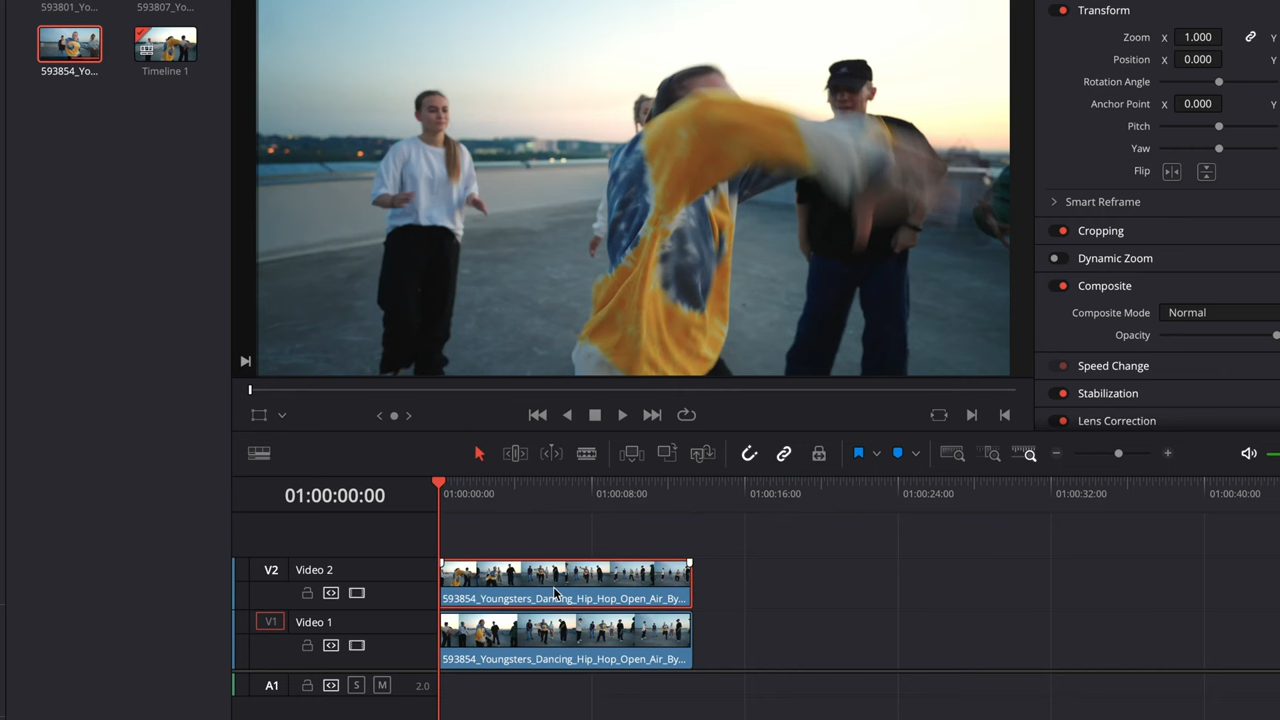 593801_Yo...
593807_Yo...
593854_Yo...
Timeline 1
Transform
Zoom X 1.000 Y
Position X 0.000 Y
Rotation Angle
Anchor Point X 0.000 Y
Pitch
Yaw
Flip
Smart Reframe
Cropping
Dynamic Zoom
Composite
Composite Mode Normal
Opacity
Speed Change
Stabilization
Lens Correction
01:00:00:00
01:00:00:00 01:00:08:00 01:00:16:00 01:00:24:00 01:00:32:00 01:00:40:00
V2 Video 2
593854_Youngsters_Dancing_Hip_Hop_Open_Air_By...
V1 Video 1
593854_Youngsters_Dancing_Hip_Hop_Open_Air_By...
A1 S M 2.0